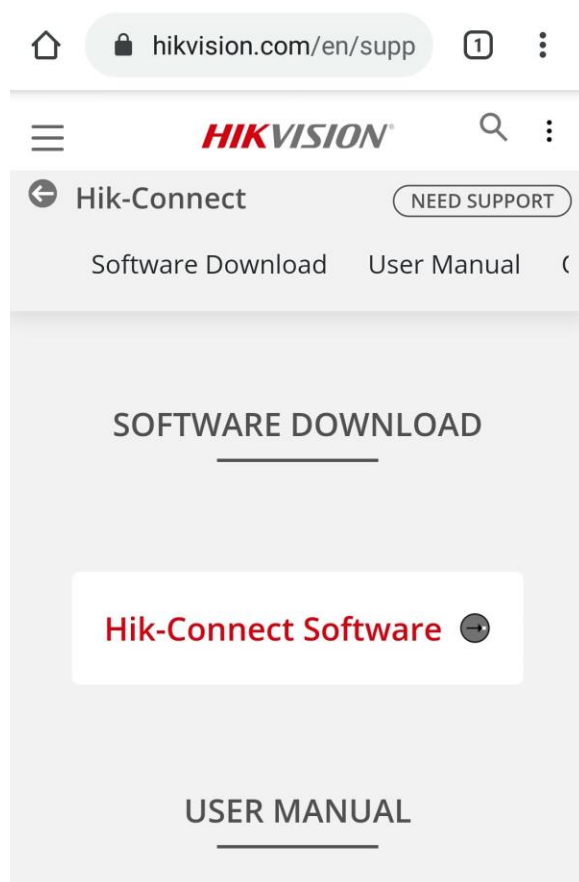 hikvision.com/en/supp
1
HIKVISION
Hik-Connect
NEED SUPPORT
Software Download User Manual
SOFTWARE DOWNLOAD
Hik-Connect Software
USER MANUAL